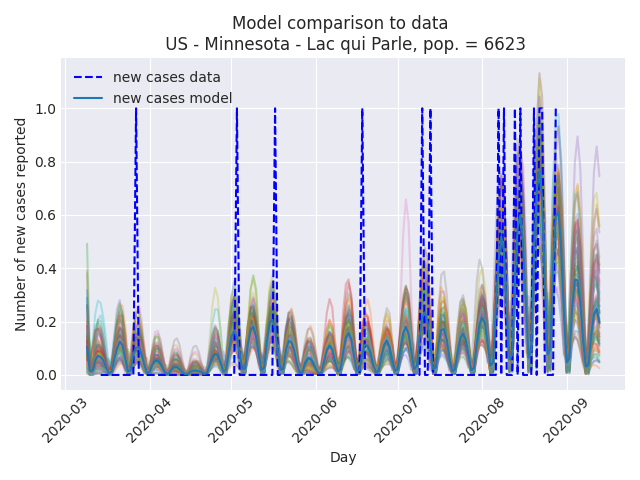 Model comparison to data
US - Minnesota - Lac qui Parle, pop. = 6623
new cases data
new cases model
Number of new cases reported
1.0
0.8
0.6
0.4
0.2
0.0
2020-03
2020-04
2020-05
2020-06
2020-07
2020-08
2020-09
Day